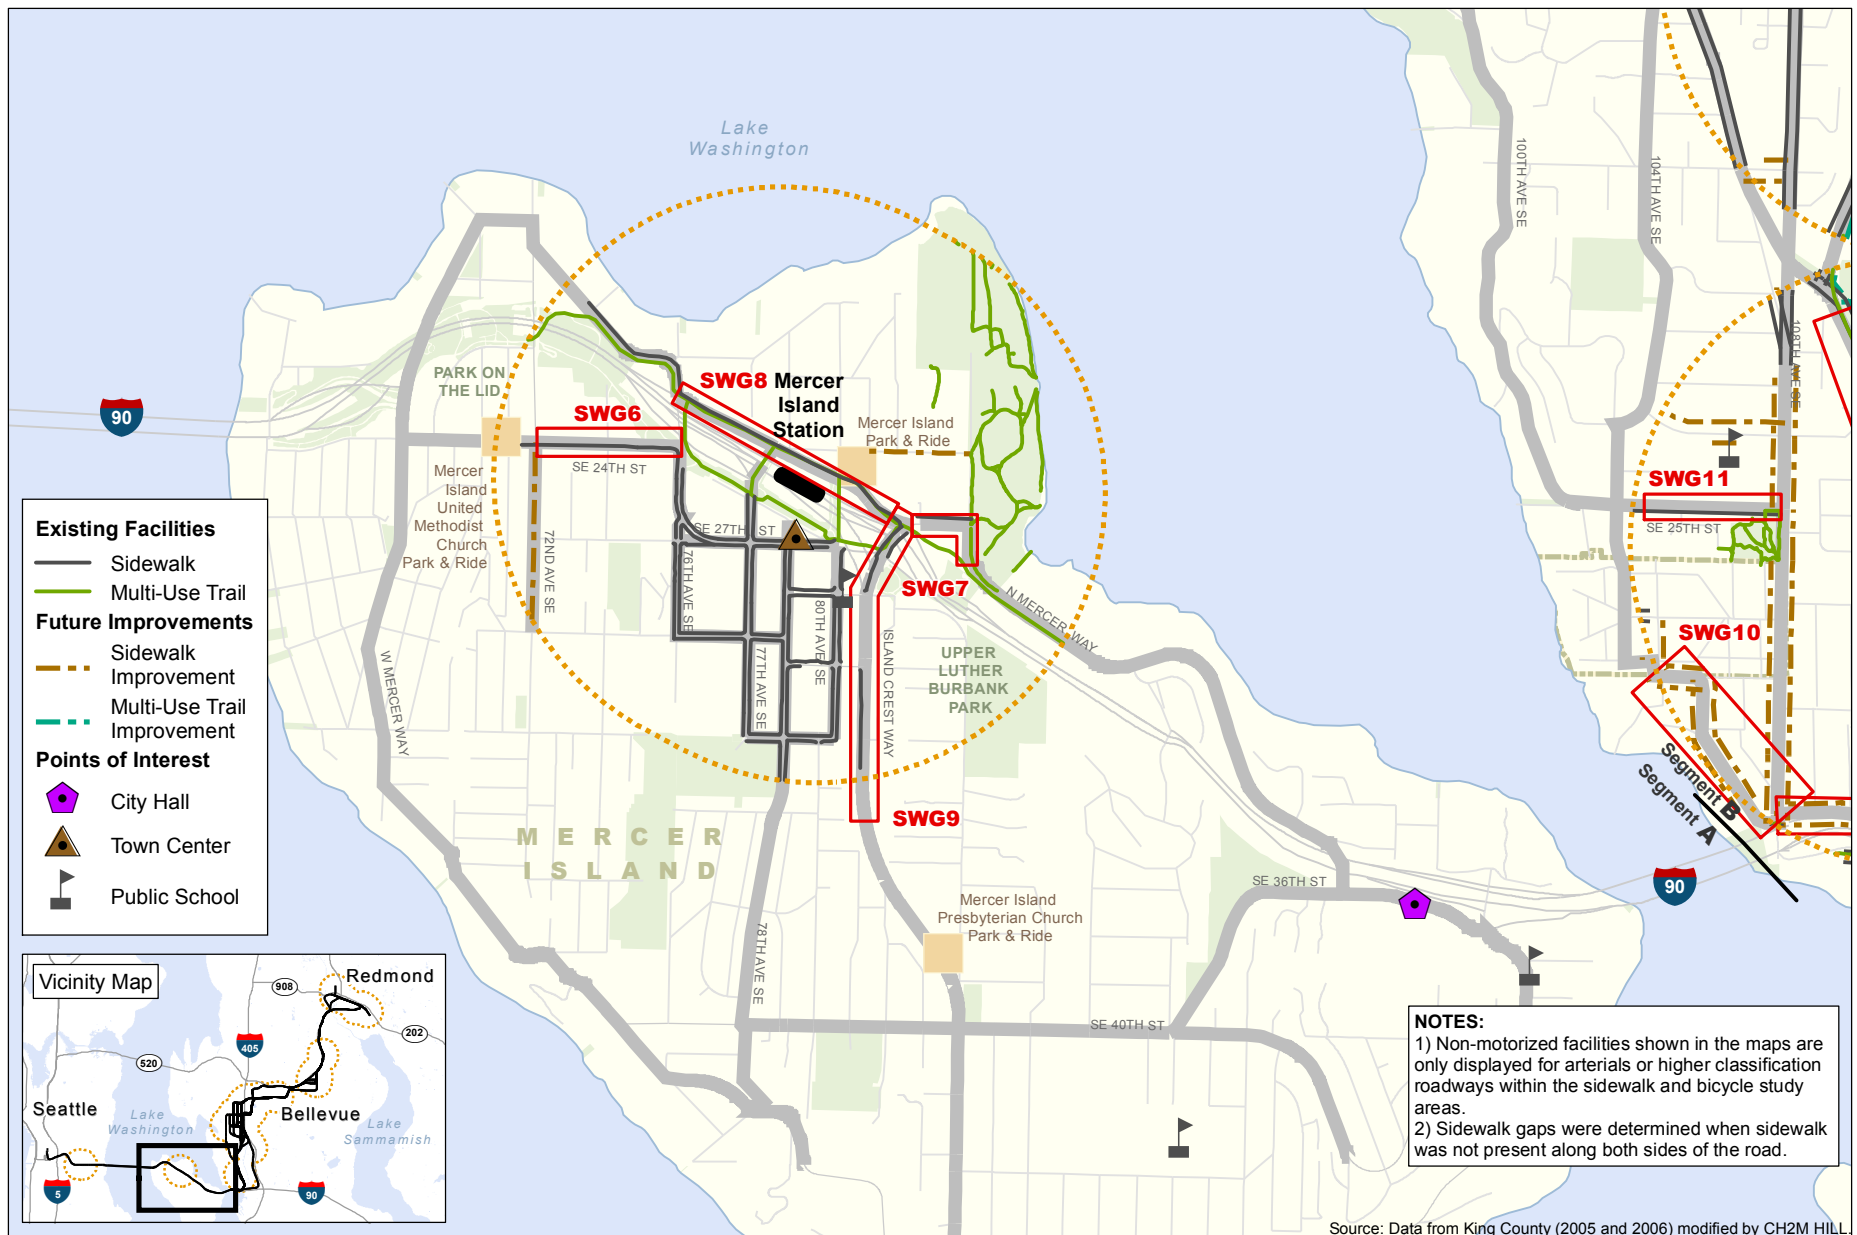 Lake
Washington
100TH AVE SE
104TH AVE SE
108TH AVE SE
90
PARK ON
THE LID
SWG6
SWG8
Mercer
Island
Station
Mercer Island
Park & Ride
SE 24TH ST
Mercer
Island
United
Methodist
Church
Park & Ride
72ND AVE SE
SE 27TH ST
76TH AVE SE
77TH AVE SE
80TH AVE SE
SWG7
N MERCER WAY
ISLAND CREST WAY
UPPER
LUTHER
BURBANK
PARK
W MERCER WAY
SWG9
MERCER
ISLAND
78TH AVE SE
Mercer Island
Presbyterian Church
Park & Ride
SE 36TH ST
SE 40TH ST
SWG11
SE 25TH ST
SWG10
Segment B
Segment A
90
Existing Facilities
Sidewalk
Multi-Use Trail
Future Improvements
Sidewalk
Improvement
Multi-Use Trail
Improvement
Points of Interest
City Hall
Town Center
Public School
Vicinity Map
Redmond
908
202
405
520
Seattle
Lake
Washington
Bellevue
Lake
Sammamish
5
90
NOTES:
1) Non-motorized facilities shown in the maps are
only displayed for arterials or higher classification
roadways within the sidewalk and bicycle study
areas.
2) Sidewalk gaps were determined when sidewalk
was not present along both sides of the road.
Source: Data from King County (2005 and 2006) modified by CH2M HILL.